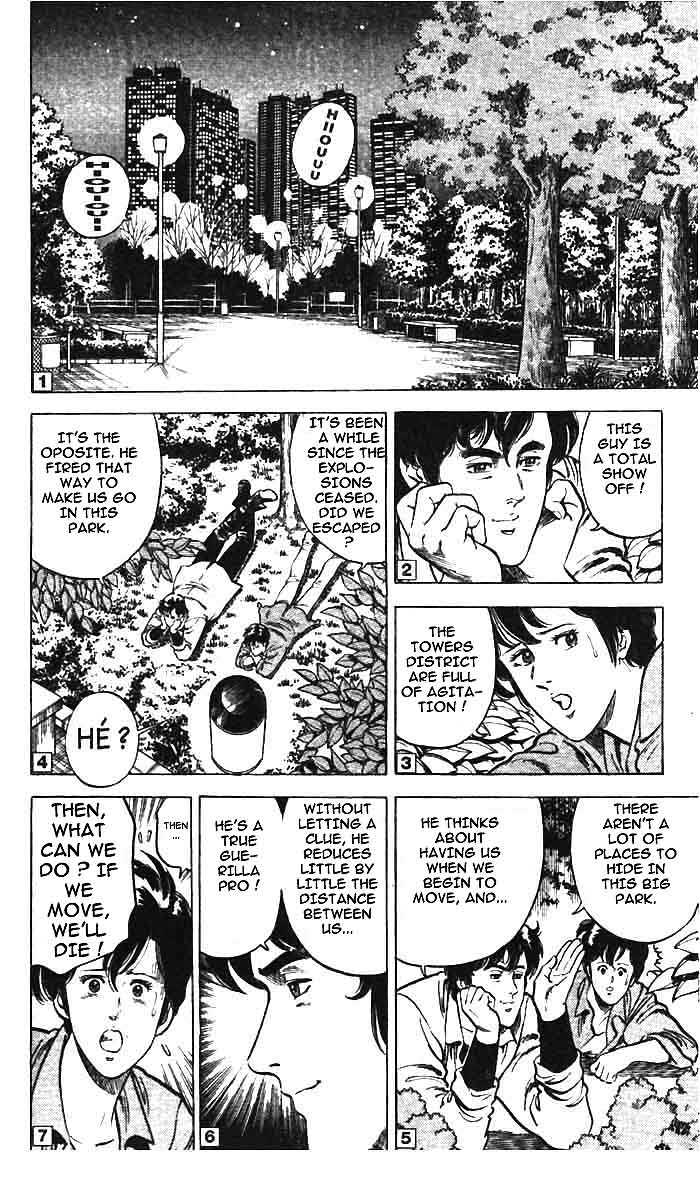 HIIOUUU
1
THIS
GUY IS
A TOTAL
SHOW
OFF !
2
THE
TOWERS
DISTRICT
ARE FULL
OF AGITA-
TION !
3
IT'S BEEN
A WHILE
SINCE THE
EXPLO-
SIONS
CEASED.
DID WE
ESCAPED
?
IT'S THE
OPOSITE. HE
FIRED THAT
WAY TO
MAKE US GO
IN THIS
PARK.
HÉ ?
4
THERE
AREN'T A
LOT OF
PLACES TO
HIDE IN
THIS BIG
PARK.
HE THINKS
ABOUT
HAVING US
WHEN WE
BEGIN TO
MOVE, AND...
5
WITHOUT
LETTING A
CLUE, HE
REDUCES
LITTLE BY
LITTLE THE
DISTANCE
BETWEEN
US...
HE'S A
TRUE
GUE-
RILLA
PRO !
6
THEN
...
THEN,
WHAT
CAN WE
DO ? IF
WE
MOVE,
WE'LL
DIE !
7